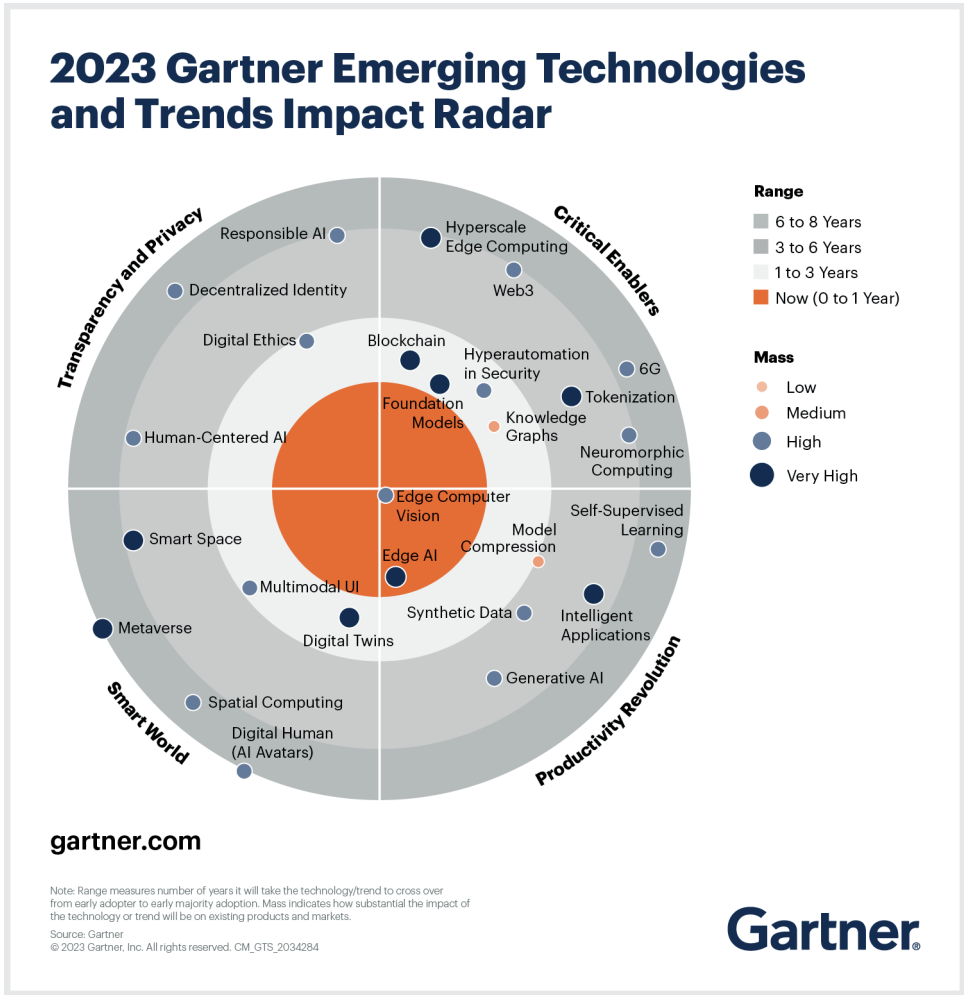 2023 Gartner Emerging Technologies
and Trends Impact Radar
Transparency and Privacy
Critical Enablers
Smart World
Productivity Revolution
Responsible AI
Decentralized Identity
Digital Ethics
Human-Centered AI
Hyperscale
Edge Computing
Web3
Blockchain
Hyperautomation
in Security
6G
Foundation
Models
Tokenization
Knowledge
Graphs
Neuromorphic
Computing
Edge Computer
Vision
Self-Supervised
Learning
Model
Compression
Edge AI
Synthetic Data
Intelligent
Applications
Generative AI
Smart Space
Multimodal UI
Metaverse
Digital Twins
Spatial Computing
Digital Human
(AI Avatars)
Range
6 to 8 Years
3 to 6 Years
1 to 3 Years
Now (0 to 1 Year)
Mass
Low
Medium
High
Very High
gartner.com
Note: Range measures number of years it will take the technology/trend to cross over
from early adopter to early majority adoption. Mass indicates how substantial the impact of
the technology or trend will be on existing products and markets.
Source: Gartner
© 2023 Gartner, Inc. All rights reserved. CM_GTS_2034284
Gartner®